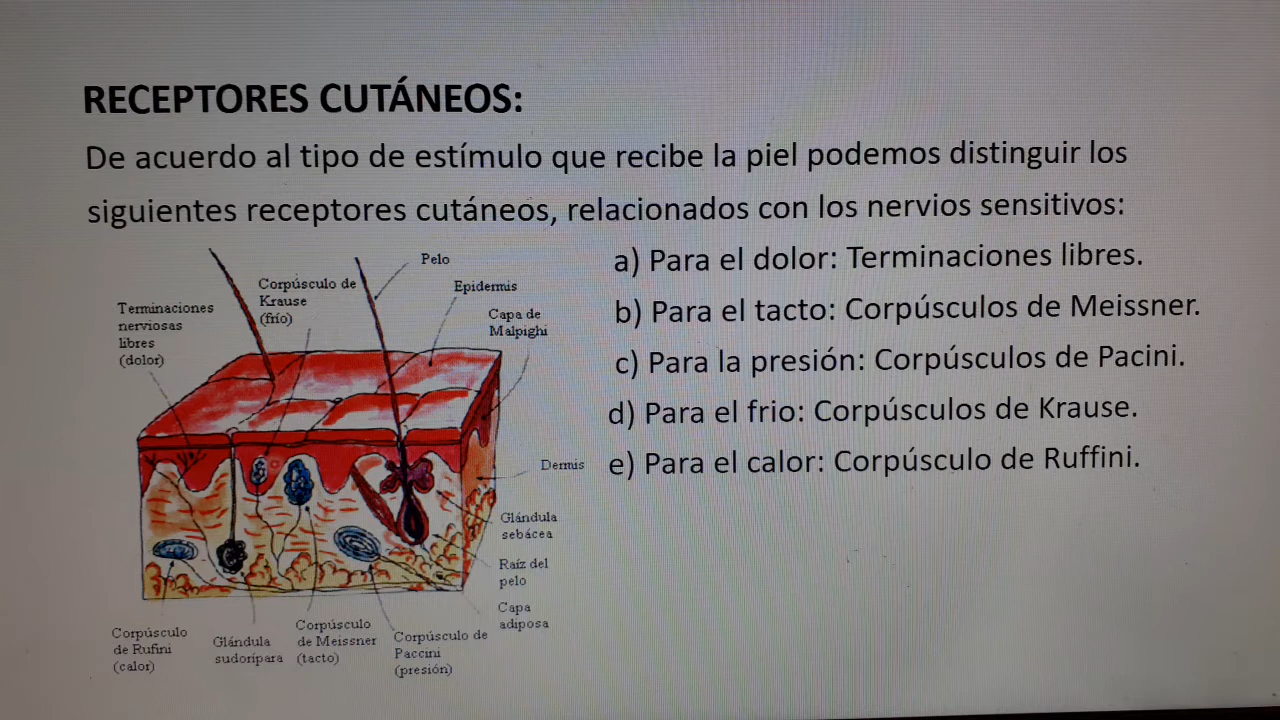 RECEPTORES CUTÁNEOS:
De acuerdo al tipo de estímulo que recibe la piel podemos distinguir los
siguientes receptores cutáneos, relacionados con los nervios sensitivos:
a) Para el dolor: Terminaciones libres.
b) Para el tacto: Corpúsculos de Meissner.
c) Para la presión: Corpúsculos de Pacini.
d) Para el frio: Corpúsculos de Krause.
e) Para el calor: Corpúsculo de Ruffini.
Pelo
Corpúsculo de
Krause
(frío)
Epidermis
Terminaciones
nerviosas
libres
(dolor)
Capa de
Malpighi
Dermis
Glándula
sebácea
Raíz del
pelo
Capa
adiposa
Corpúsculo
de Rufini
(calor)
Glándula
sudorípara
Corpúsculo
de Meissner
(tacto)
Corpúsculo de
Paccini
(presión)